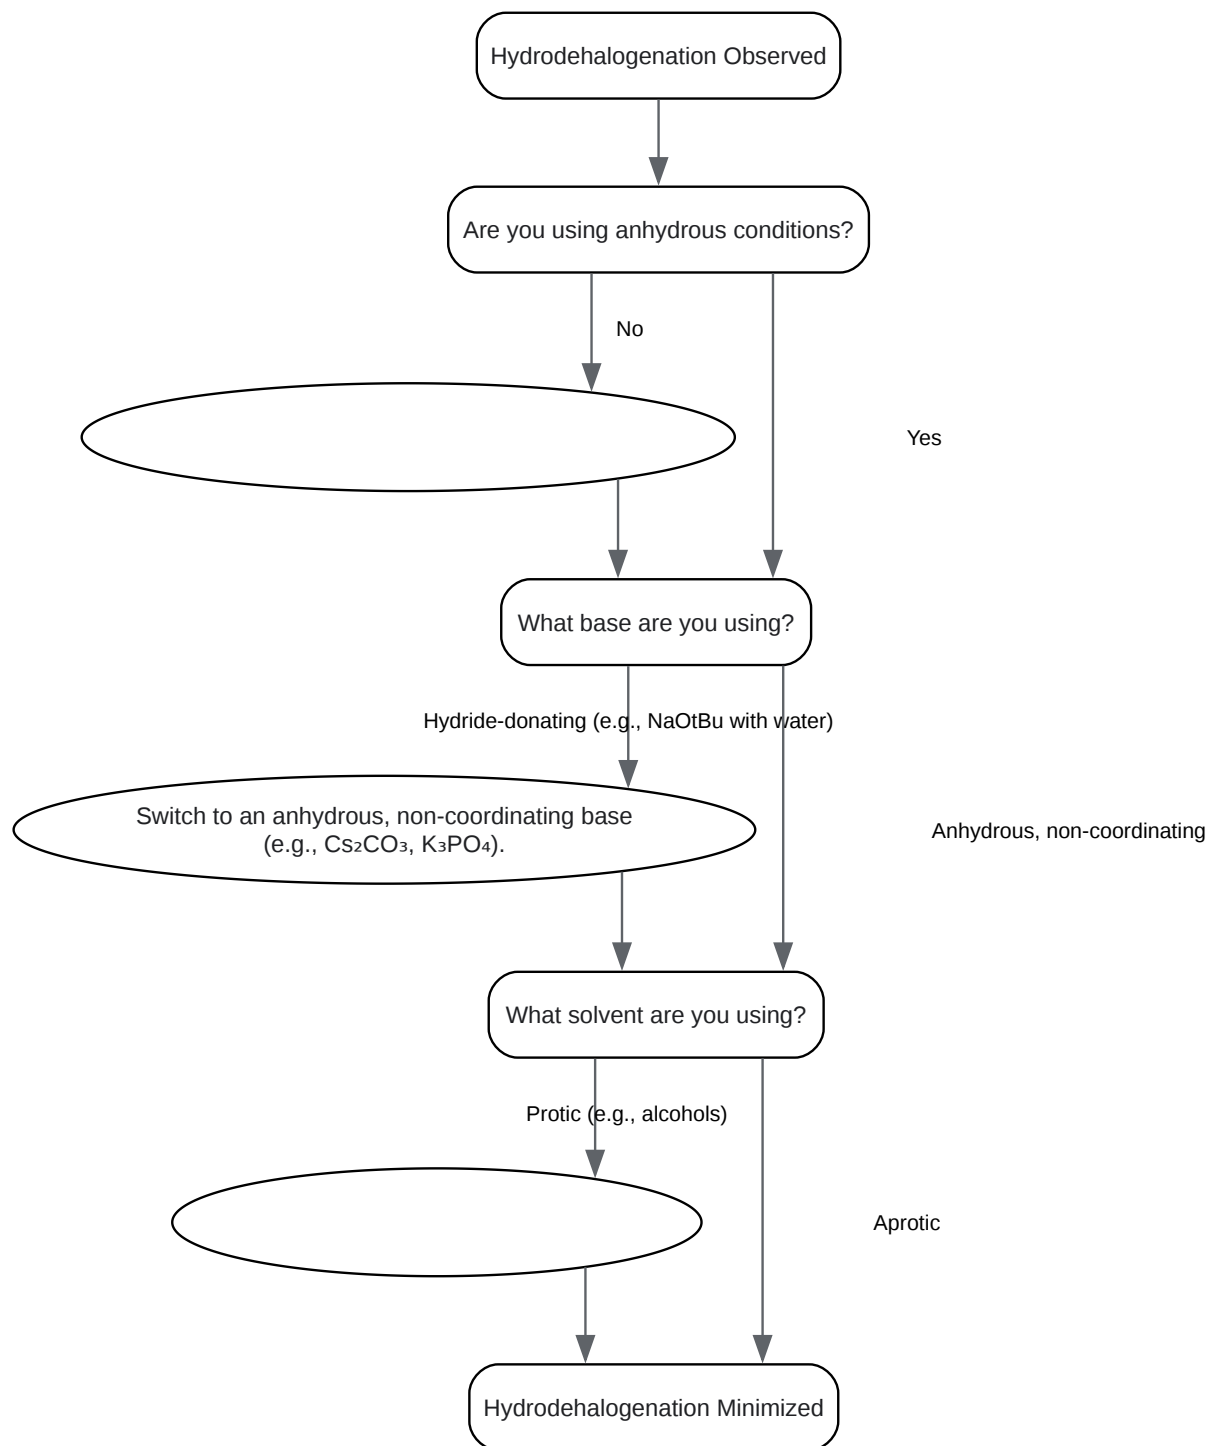 Hydrodehalogenation Observed
Are you using anhydrous conditions?
No
Yes
What base are you using?
Hydride-donating (e.g., NaOtBu with water)
Switch to an anhydrous, non-coordinating base
(e.g., Cs₂CO₃, K₃PO₄).
Anhydrous, non-coordinating
What solvent are you using?
Protic (e.g., alcohols)
Aprotic
Hydrodehalogenation Minimized